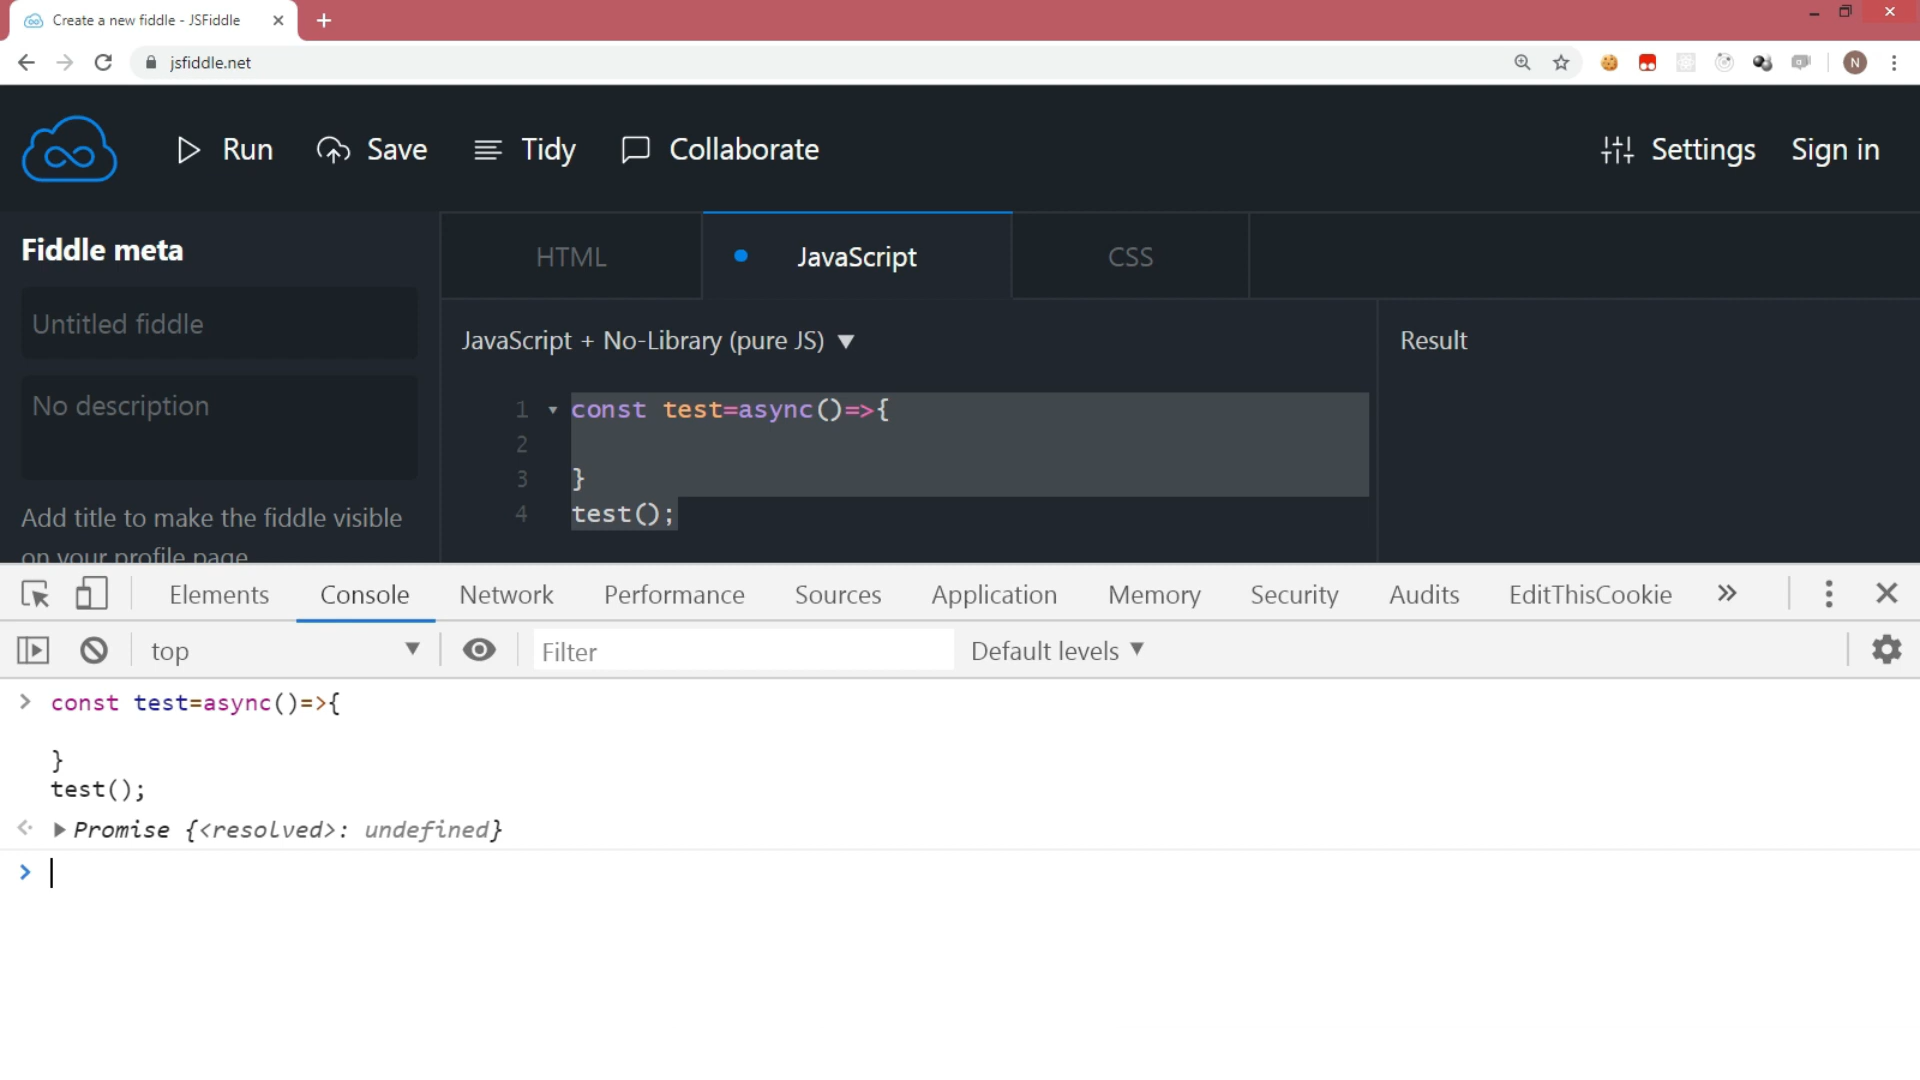 Create a new fiddle - JSFiddle
jsfiddle.net
N
Run Save Tidy Collaborate Settings Sign in
Fiddle meta
HTML JavaScript CSS
Untitled fiddle
JavaScript + No-Library (pure JS) Result
No description
1 const test=async()=>{
2
3 }
4 test();
Add title to make the fiddle visible
on your profile page
Elements Console Network Performance Sources Application Memory Security Audits EditThisCookie
top Filter Default levels
const test=async()=>{
}
test();
Promise {<resolved>: undefined}